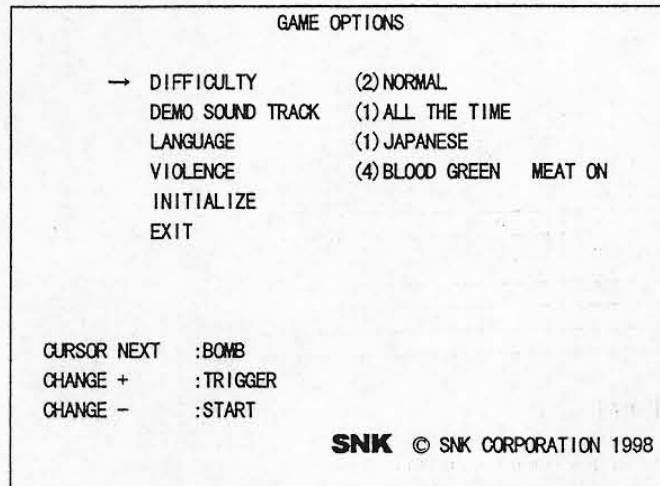 GAME OPTIONS
→ DIFFICULTY (2)NORMAL
DEMO SOUND TRACK (1)ALL THE TIME
LANGUAGE (1)JAPANESE
VIOLENCE (4)BLOOD GREEN MEAT ON
INITIALIZE
EXIT
CURSOR NEXT :BOMB
CHANGE + :TRIGGER
CHANGE - :START
SNK © SNK CORPORATION 1998